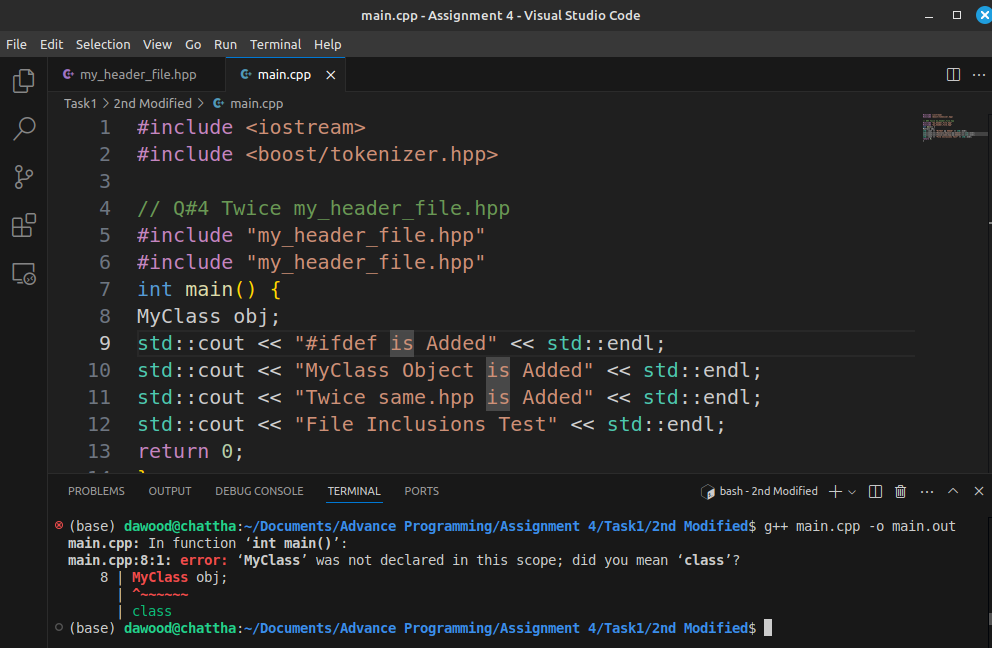 main.cpp - Assignment 4 - Visual Studio Code
File Edit Selection View Go Run Terminal Help
my_header_file.hpp main.cpp
Task1 > 2nd Modified > main.cpp
1 #include <iostream>
2 #include <boost/tokenizer.hpp>
3
4 // Q#4 Twice my_header_file.hpp
5 #include "my_header_file.hpp"
6 #include "my_header_file.hpp"
7 int main() {
8 MyClass obj;
9 std::cout << "#ifdef is Added" << std::endl;
10 std::cout << "MyClass Object is Added" << std::endl;
11 std::cout << "Twice same.hpp is Added" << std::endl;
12 std::cout << "File Inclusions Test" << std::endl;
13 return 0;
14 }
PROBLEMS OUTPUT DEBUG CONSOLE TERMINAL PORTS bash - 2nd Modified
(base) dawood@chattha:~/Documents/Advance Programming/Assignment 4/Task1/2nd Modified$ g++ main.cpp -o main.out
main.cpp: In function ‘int main()’:
main.cpp:8:1: error: ‘MyClass’ was not declared in this scope; did you mean ‘class’?
8 | MyClass obj;
| ^~~~~~~
| class
(base) dawood@chattha:~/Documents/Advance Programming/Assignment 4/Task1/2nd Modified$